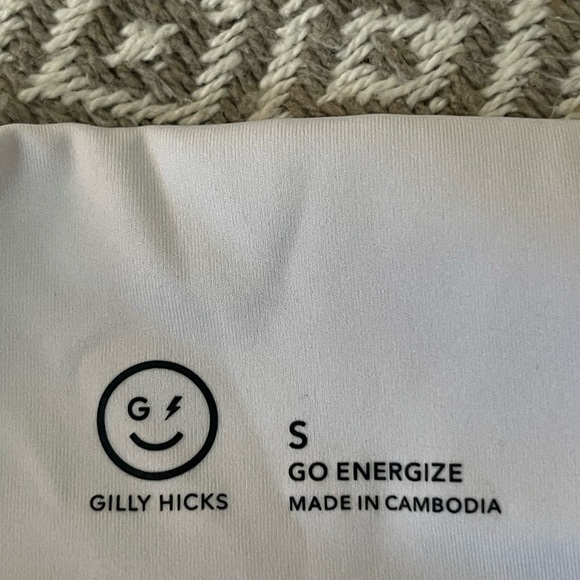 G
GILLY HICKS
S
GO ENERGIZE
MADE IN CAMBODIA